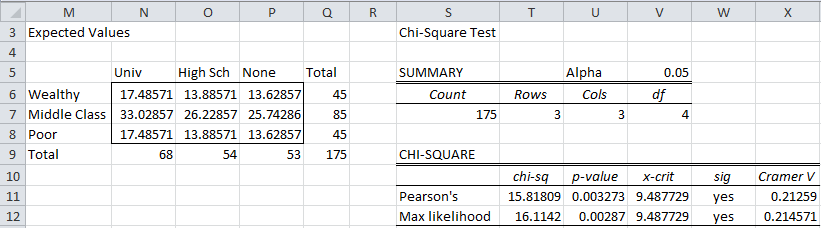 M N O P Q R S T U V W X
3 Expected Values Chi-Square Test
4
5 Univ High Sch None Total SUMMARY Alpha 0.05
6 Wealthy 17.48571 13.88571 13.62857 45 Count Rows Cols df
7 Middle Class 33.02857 26.22857 25.74286 85 175 3 3 4
8 Poor 17.48571 13.88571 13.62857 45
9 Total 68 54 53 175 CHI-SQUARE
10 chi-sq p-value x-crit sig Cramer V
11 Pearson's 15.81809 0.003273 9.487729 yes 0.21259
12 Max likelihood 16.1142 0.00287 9.487729 yes 0.214571